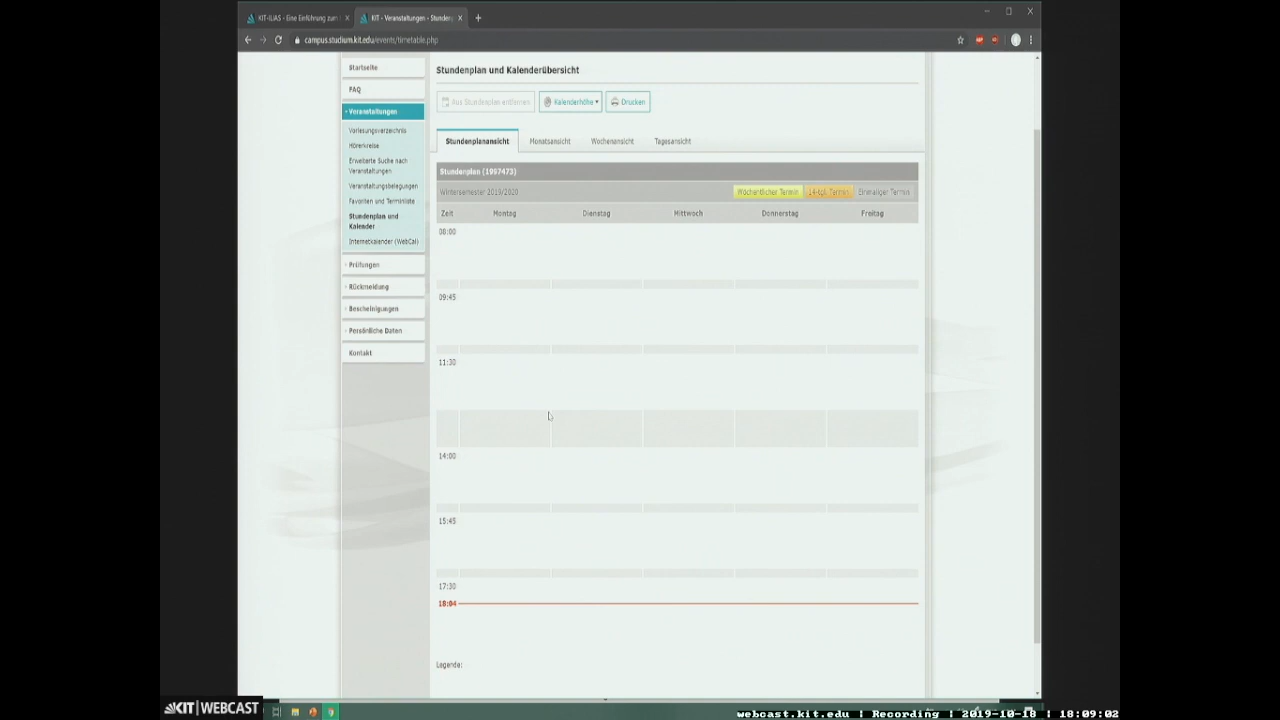 KIT-ILIAS - Eine Einführung zum
KIT - Veranstaltungen - Stunden
campus.studium.kit.edu/events/timetable.php
Startseite
FAQ
Veranstaltungen
Vorlesungsverzeichnis
Hörerkreise
Erweiterte Suche nach
Veranstaltungen
Veranstaltungsbelegungen
Favoriten und Terminliste
Stundenplan und
Kalender
Internetkalender (WebCal)
Prüfungen
Rückmeldung
Bescheinigungen
Persönliche Daten
Kontakt
Stundenplan und Kalenderübersicht
Aus Stundenplan entfernen
Kalenderhöhe
Drucken
Stundenplanansicht Monatsansicht Wochenansicht Tagesansicht
Stundenplan (1997473)
Wintersemester 2019/2020
Wöchentlicher Termin 14-tgl. Termin Einmaliger Termin
Zeit Montag Dienstag Mittwoch Donnerstag Freitag
08:00
09:45
11:30
14:00
15:45
17:30
18:04
Legende:
KIT|WEBCAST
webcast.kit.edu | Recording | 2019-10-18 | 18:09:02